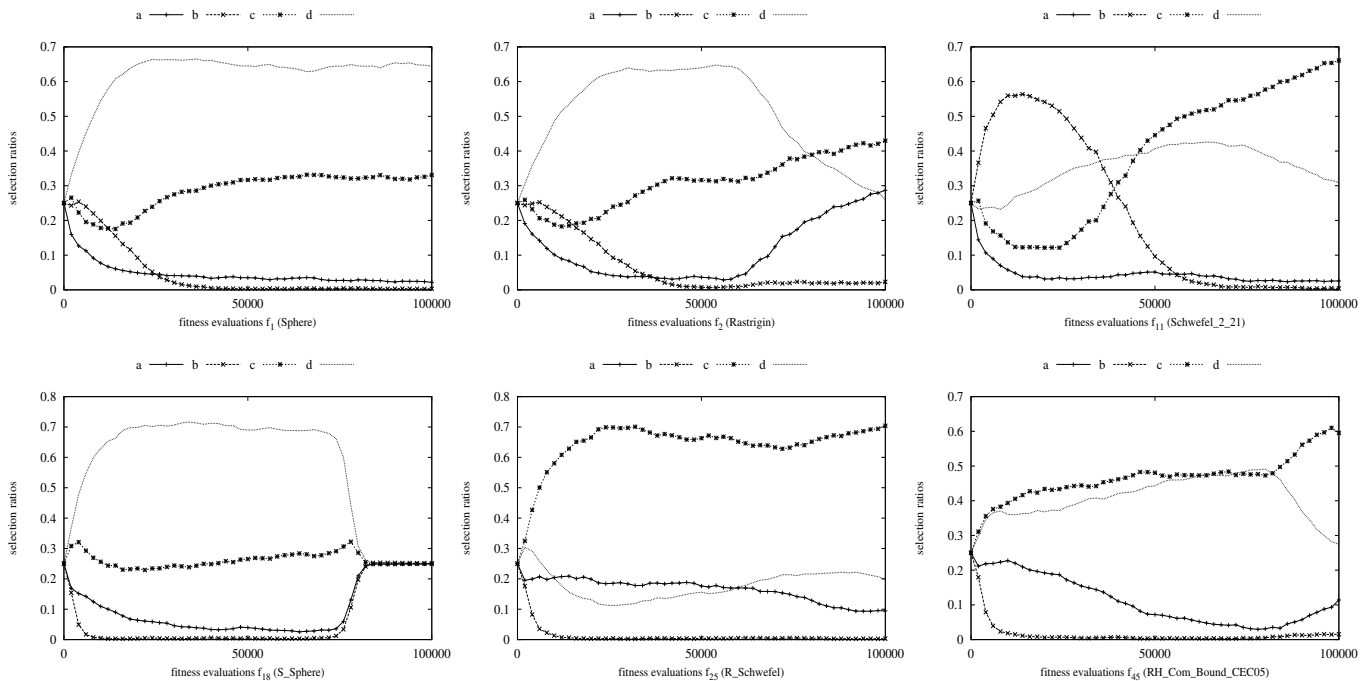 a b c d
0.7
0.6
0.5
0.4
0.3
0.2
0.1
0
selection ratios
0 50000 100000
fitness evaluations f1 (Sphere)
a b c d
0.7
0.6
0.5
0.4
0.3
0.2
0.1
0
selection ratios
0 50000 100000
fitness evaluations f2 (Rastrigin)
a b c d
0.7
0.6
0.5
0.4
0.3
0.2
0.1
0
selection ratios
0 50000 100000
fitness evaluations f11 (Schwefel_2_21)
a b c d
0.8
0.7
0.6
0.5
0.4
0.3
0.2
0.1
0
selection ratios
0 50000 100000
fitness evaluations f18 (S_Sphere)
a b c d
0.8
0.7
0.6
0.5
0.4
0.3
0.2
0.1
0
selection ratios
0 50000 100000
fitness evaluations f25 (R_Schwefel)
a b c d
0.7
0.6
0.5
0.4
0.3
0.2
0.1
0
selection ratios
0 50000 100000
fitness evaluations f45 (RH_Com_Bound_CEC05)